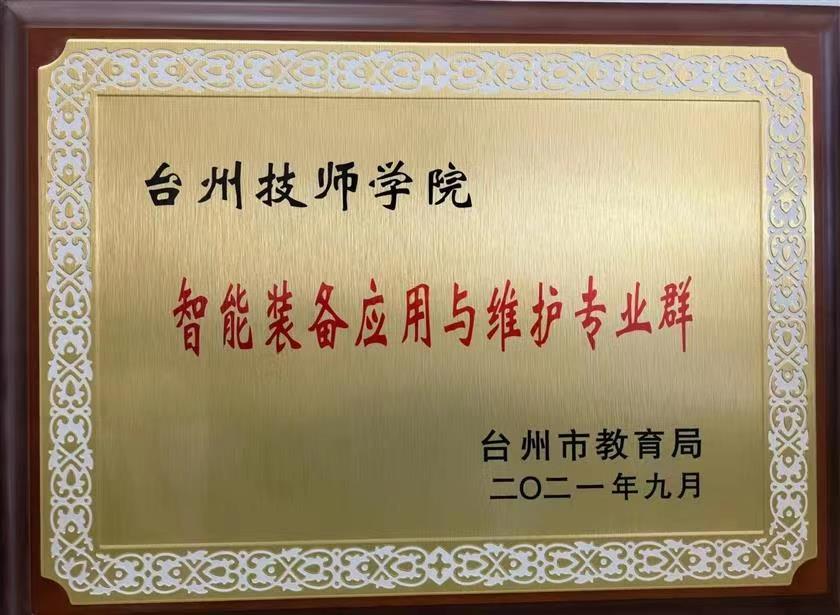 台州技师学院
智能装备应用与维护专业群
台州市教育局
二〇二一年九月